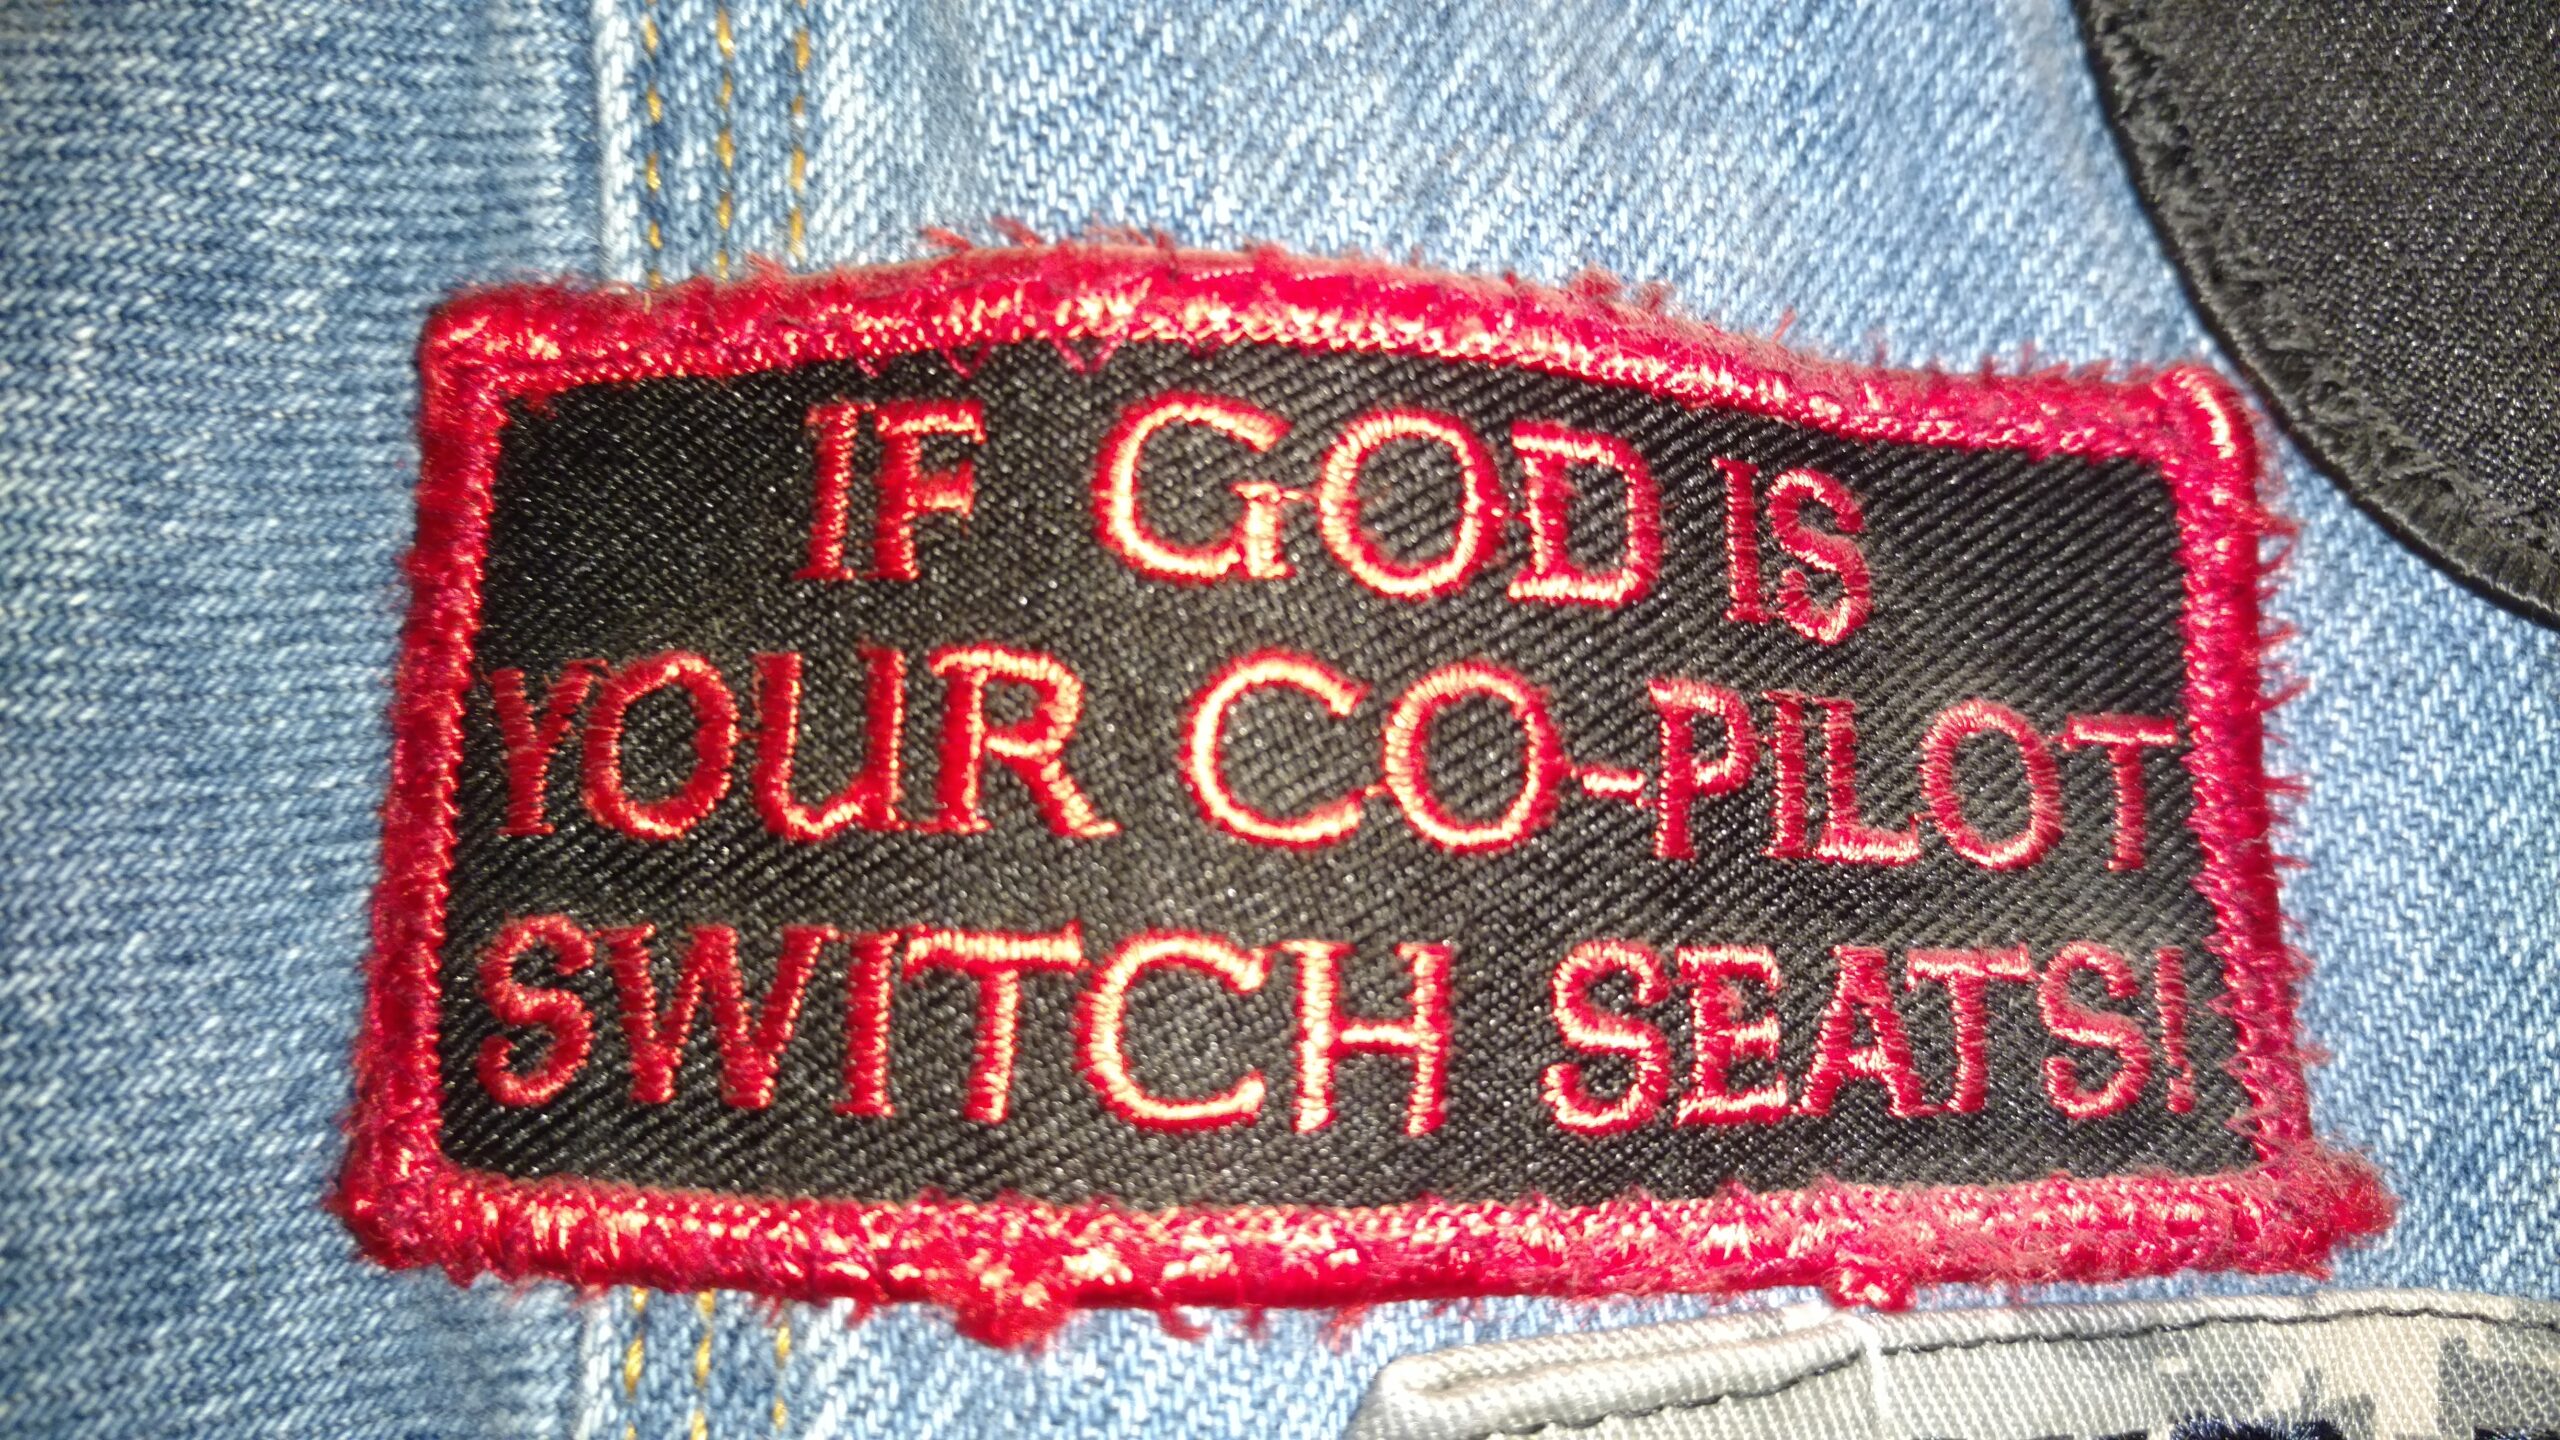 IF GOD IS
YOUR CO-PILOT
SWITCH SEATS!